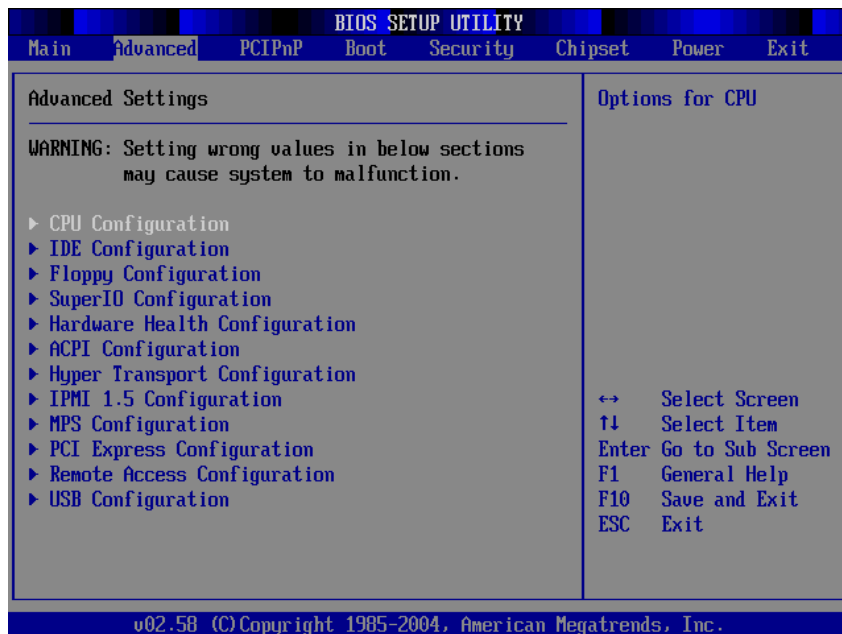 BIOS SETUP UTILITY
Main Advanced PCIPnP Boot Security Chipset Power Exit
Advanced Settings
WARNING: Setting wrong values in below sections
may cause system to malfunction.
▶ CPU Configuration
▶ IDE Configuration
▶ Floppy Configuration
▶ SuperIO Configuration
▶ Hardware Health Configuration
▶ ACPI Configuration
▶ Hyper Transport Configuration
▶ IPMI 1.5 Configuration
▶ MPS Configuration
▶ PCI Express Configuration
▶ Remote Access Configuration
▶ USB Configuration
Options for CPU
↔ Select Screen
↑↓ Select Item
Enter Go to Sub Screen
F1 General Help
F10 Save and Exit
ESC Exit
v02.58 (C)Copyright 1985-2004, American Megatrends, Inc.